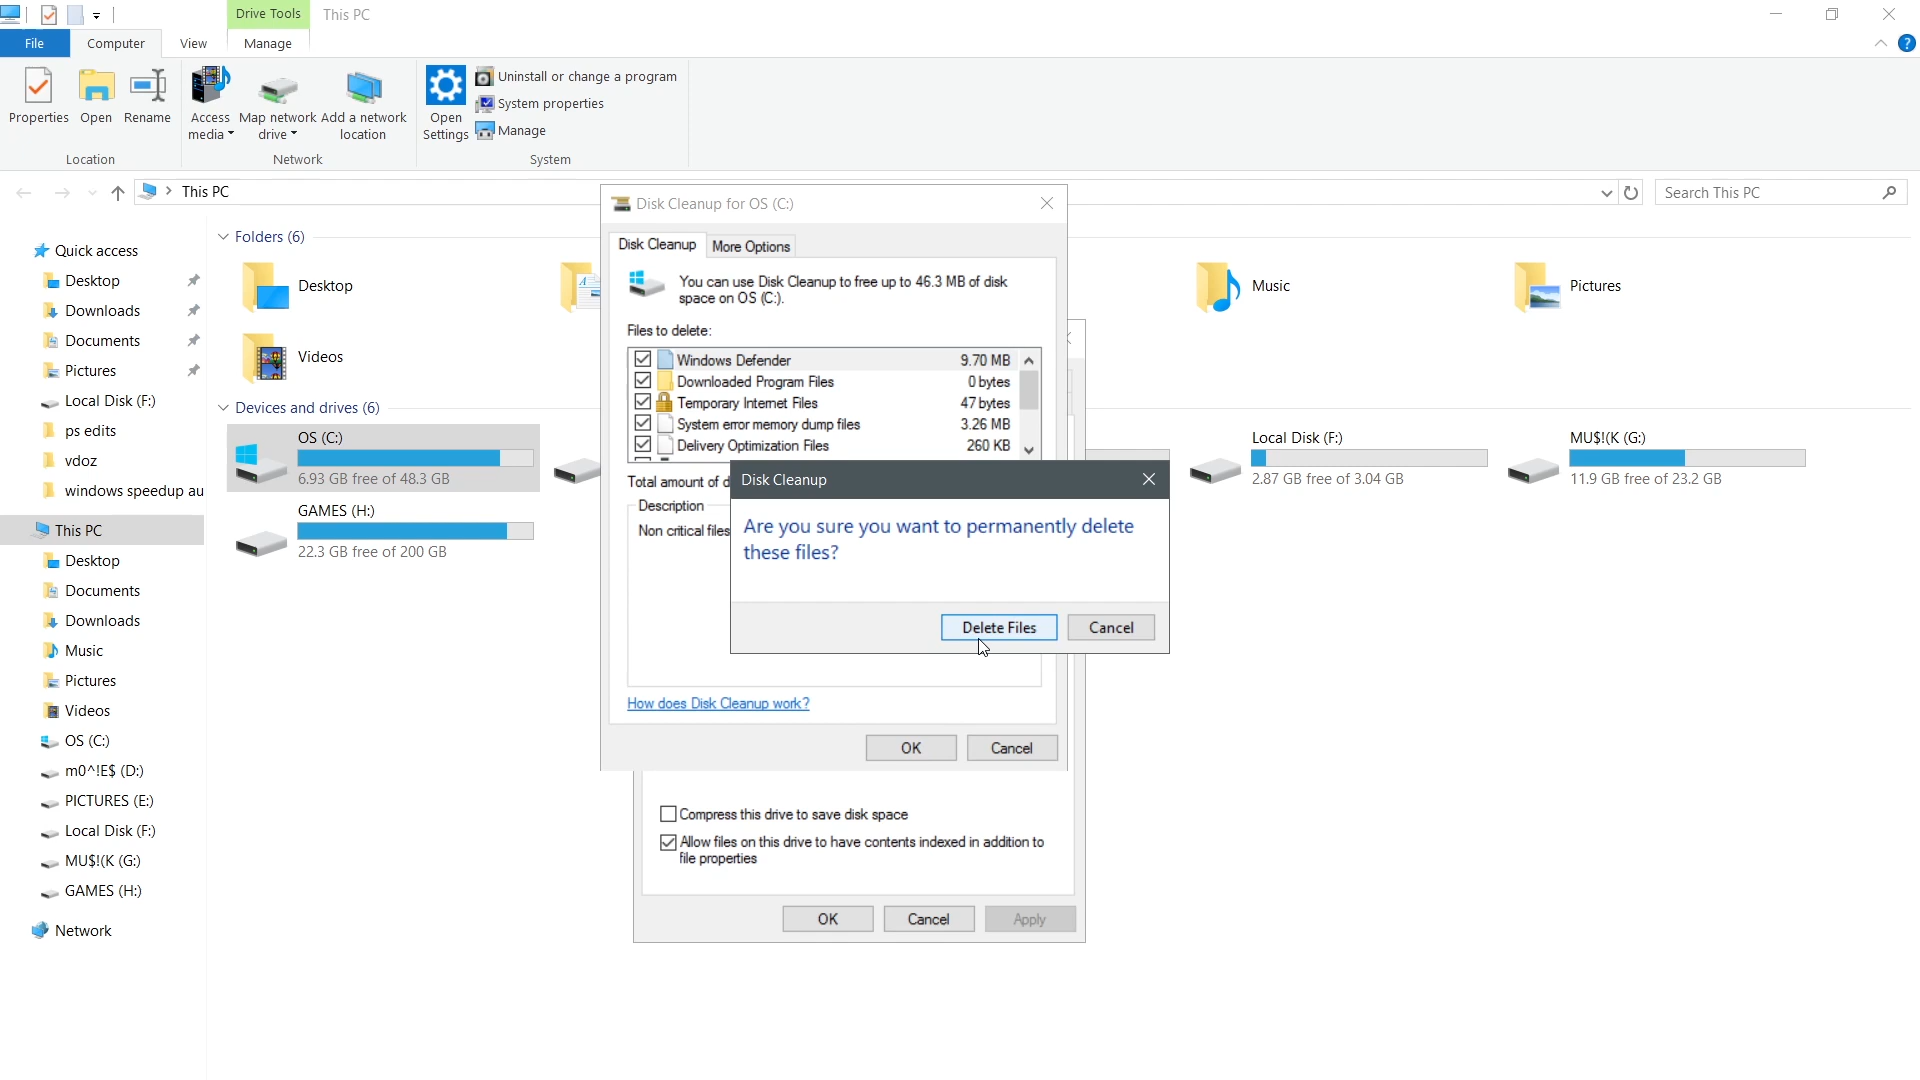 Drive Tools
This PC
File
Computer
View
Manage
Properties
Open
Rename
Access
media
Map network
drive
Add a network
location
Open
Settings
Uninstall or change a program
System properties
Manage
Location
Network
System
This PC
Search This PC
Quick access
Desktop
Downloads
Documents
Pictures
Local Disk (F:)
ps edits
vdoz
windows speedup au
This PC
Desktop
Documents
Downloads
Music
Pictures
Videos
OS (C:)
m0^!E$ (D:)
PICTURES (E:)
Local Disk (F:)
MU$!(K (G:)
GAMES (H:)
Network
Folders (6)
Desktop
Music
Pictures
Videos
Devices and drives (6)
OS (C:)
6.93 GB free of 48.3 GB
Local Disk (F:)
2.87 GB free of 3.04 GB
MU$!(K (G:)
11.9 GB free of 23.2 GB
GAMES (H:)
22.3 GB free of 200 GB
Disk Cleanup for OS (C:)
Disk Cleanup
More Options
You can use Disk Cleanup to free up to 46.3 MB of disk
space on OS (C:).
Files to delete:
Windows Defender 9.70 MB
Downloaded Program Files 0 bytes
Temporary Internet Files 47 bytes
System error memory dump files 3.26 MB
Delivery Optimization Files 260 KB
Total amount of d
Description
Non critical files
Disk Cleanup
Are you sure you want to permanently delete
these files?
Delete Files
Cancel
How does Disk Cleanup work?
OK
Cancel
Compress this drive to save disk space
Allow files on this drive to have contents indexed in addition to
file properties
OK
Cancel
Apply